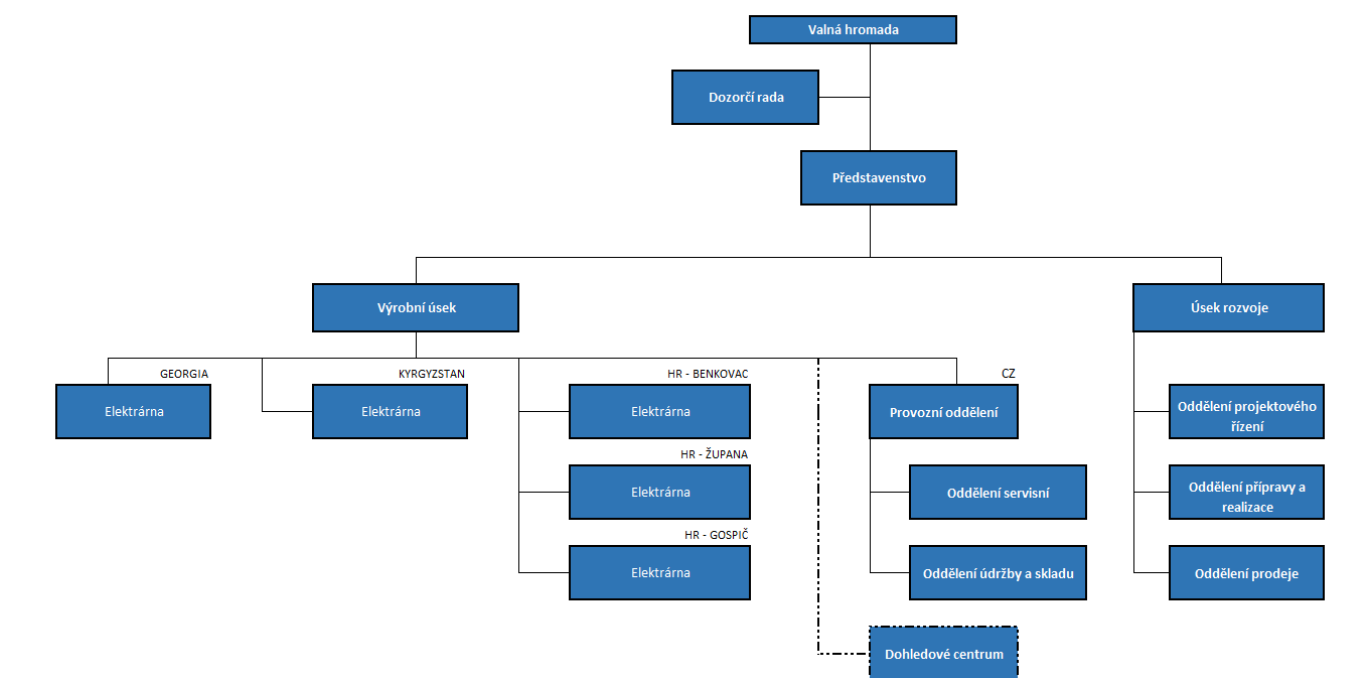 Valná hromada
Dozorčí rada
Představenstvo
Výrobní úsek
Úsek rozvoje
GEORGIA
KYRGYZSTAN
HR - BENKOVAC
CZ
Elektrárna
Elektrárna
Elektrárna
Provozní oddělení
Oddělení projektového
řízení
HR - ŽUPANA
Elektrárna
Oddělení servisní
Oddělení přípravy a
realizace
HR - GOSPIČ
Elektrárna
Oddělení údržby a skladu
Oddělení prodeje
Dohledové centrum